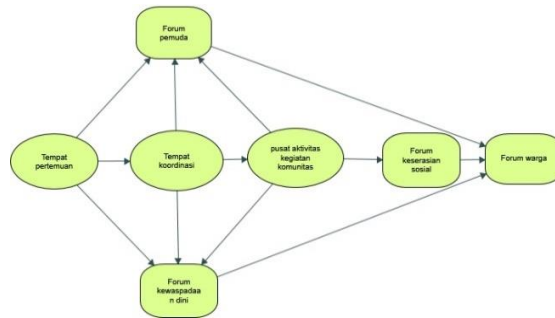 Forum
pemuda
Tempat
pertemuan
Tempat
koordinasi
pusat aktivitas
kegiatan
komunitas
Forum
keserasian
sosial
Forum warga
Forum
kewaspadaa
n dini